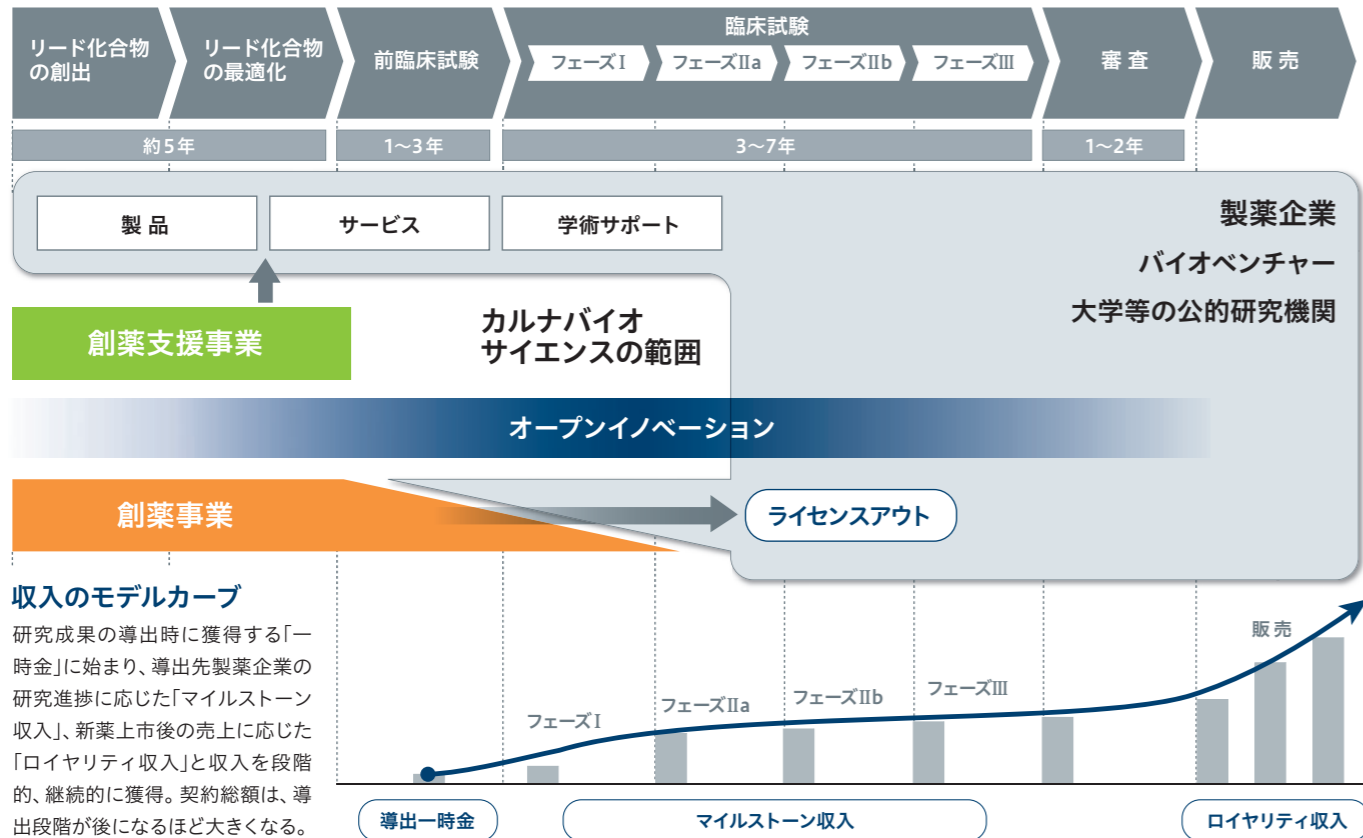 リード化合物
の創出
リード化合物
の最適化
前臨床試験
臨床試験
フェーズⅠ
フェーズⅡa
フェーズⅡb
フェーズⅢ
審査
販売
約5年
1〜3年
3〜7年
1〜2年
製品
サービス
学術サポート
製薬企業
バイオベンチャー
大学等の公的研究機関
創薬支援事業
カルナバイオ
サイエンスの範囲
オープンイノベーション
創薬事業
ライセンスアウト
収入のモデルカーブ
研究成果の導出時に獲得する「一
時金」に始まり、導出先製薬企業の
研究進捗に応じた「マイルストーン
収入」、新薬上市後の売上に応じた
「ロイヤリティ収入」と収入を段階
的、継続的に獲得。契約総額は、導
出段階が後になるほど大きくなる。
フェーズⅠ
フェーズⅡa
フェーズⅡb
フェーズⅢ
販売
導出一時金
マイルストーン収入
ロイヤリティ収入